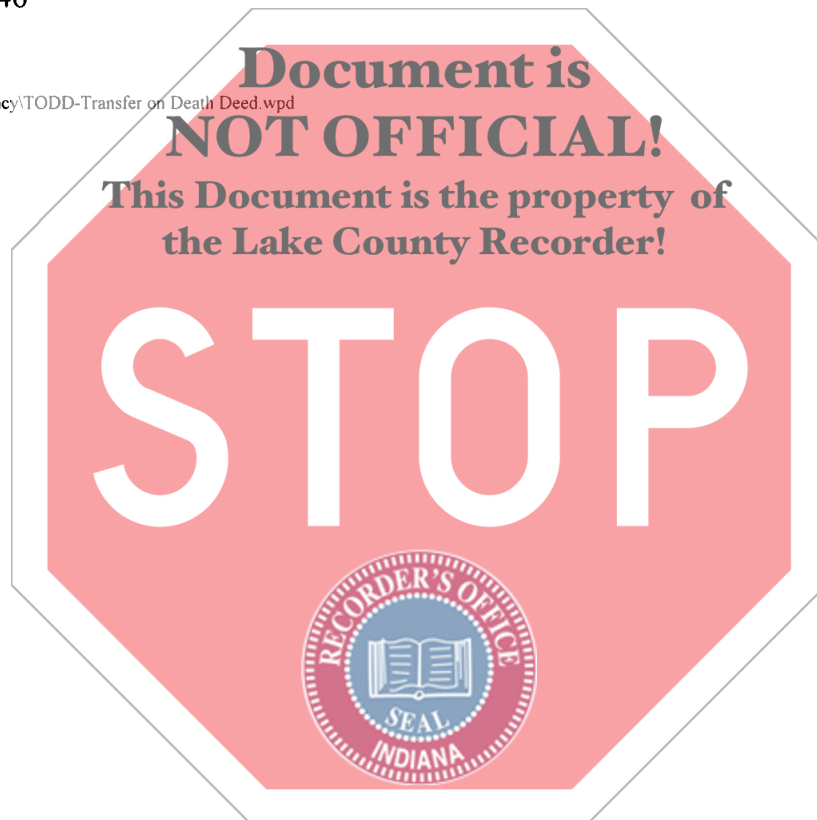 Document is
cy\TODD-Transfer on Death Deed.wpd
NOT OFFICIAL!
This Document is the property of
the Lake County Recorder!
STOP
RECORDER'S OFFICE
SEAL
INDIANA